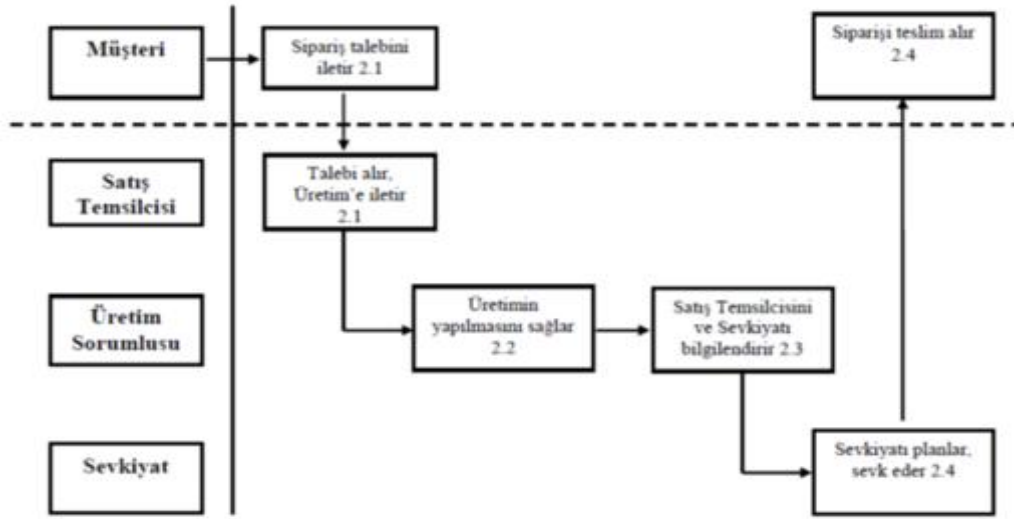 Müşteri
Sipariş talebini
iletir 2.1
Siparişi teslim alır
2.4
Satış
Temsilcisi
Talebi alır,
Üretim'e iletir
2.1
Üretim
Sorumlusu
Üretimin
yapılmasını sağlar
2.2
Satış Temsilcisini
ve Sevkiyatı
bilgilendirir 2.3
Sevkiyat
Sevkiyatı planlar,
sevk eder 2.4